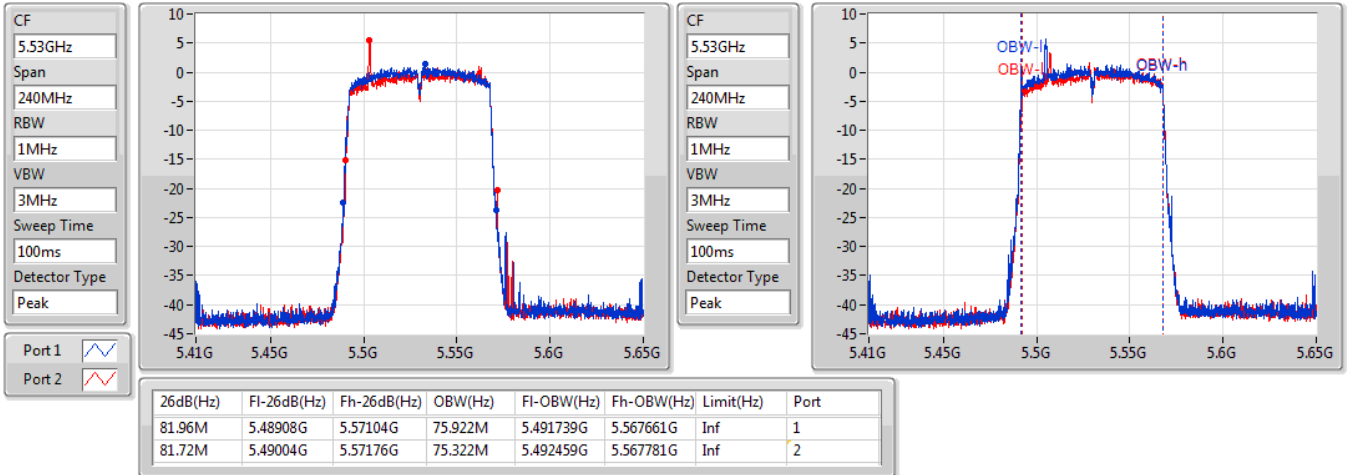 CF
5.53GHz
Span
240MHz
RBW
1MHz
VBW
3MHz
Sweep Time
100ms
Detector Type
Peak
Port 1
Port 2
10
5
0
-5
-10
-15
-20
-25
-30
-35
-40
-45
5.41G 5.45G 5.5G 5.55G 5.6G 5.65G
CF
5.53GHz
Span
240MHz
RBW
1MHz
VBW
3MHz
Sweep Time
100ms
Detector Type
Peak
10
5
0
-5
-10
-15
-20
-25
-30
-35
-40
-45
OBW-l
OBW-l
OBW-h
5.41G 5.45G 5.5G 5.55G 5.6G 5.65G
26dB(Hz) Fl-26dB(Hz) Fh-26dB(Hz) OBW(Hz) Fl-OBW(Hz) Fh-OBW(Hz) Limit(Hz) Port
81.96M 5.48908G 5.57104G 75.922M 5.491739G 5.567661G Inf 1
81.72M 5.49004G 5.57176G 75.322M 5.492459G 5.567781G Inf 2